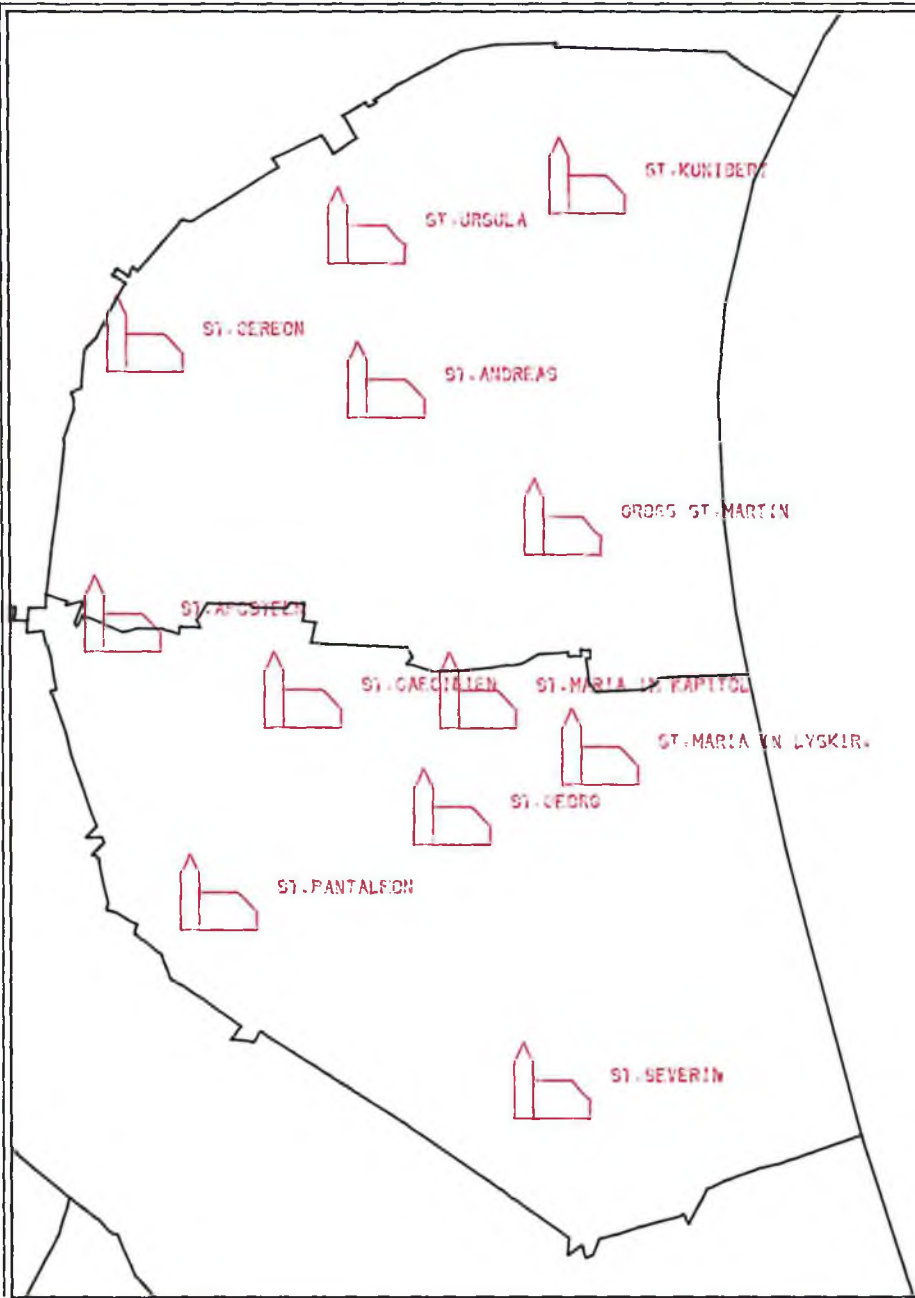 ST.KUNIBERT
ST.URSULA
ST.GEREON
ST.ANDREAS
GROSS ST.MARTIN
ST.APOSTELN
ST.CAECILIEN
ST.MARIA IM KAPITOL
ST.MARIA IN LYSKIR.
ST.GEORG
ST.PANTALEON
ST.SEVERIN